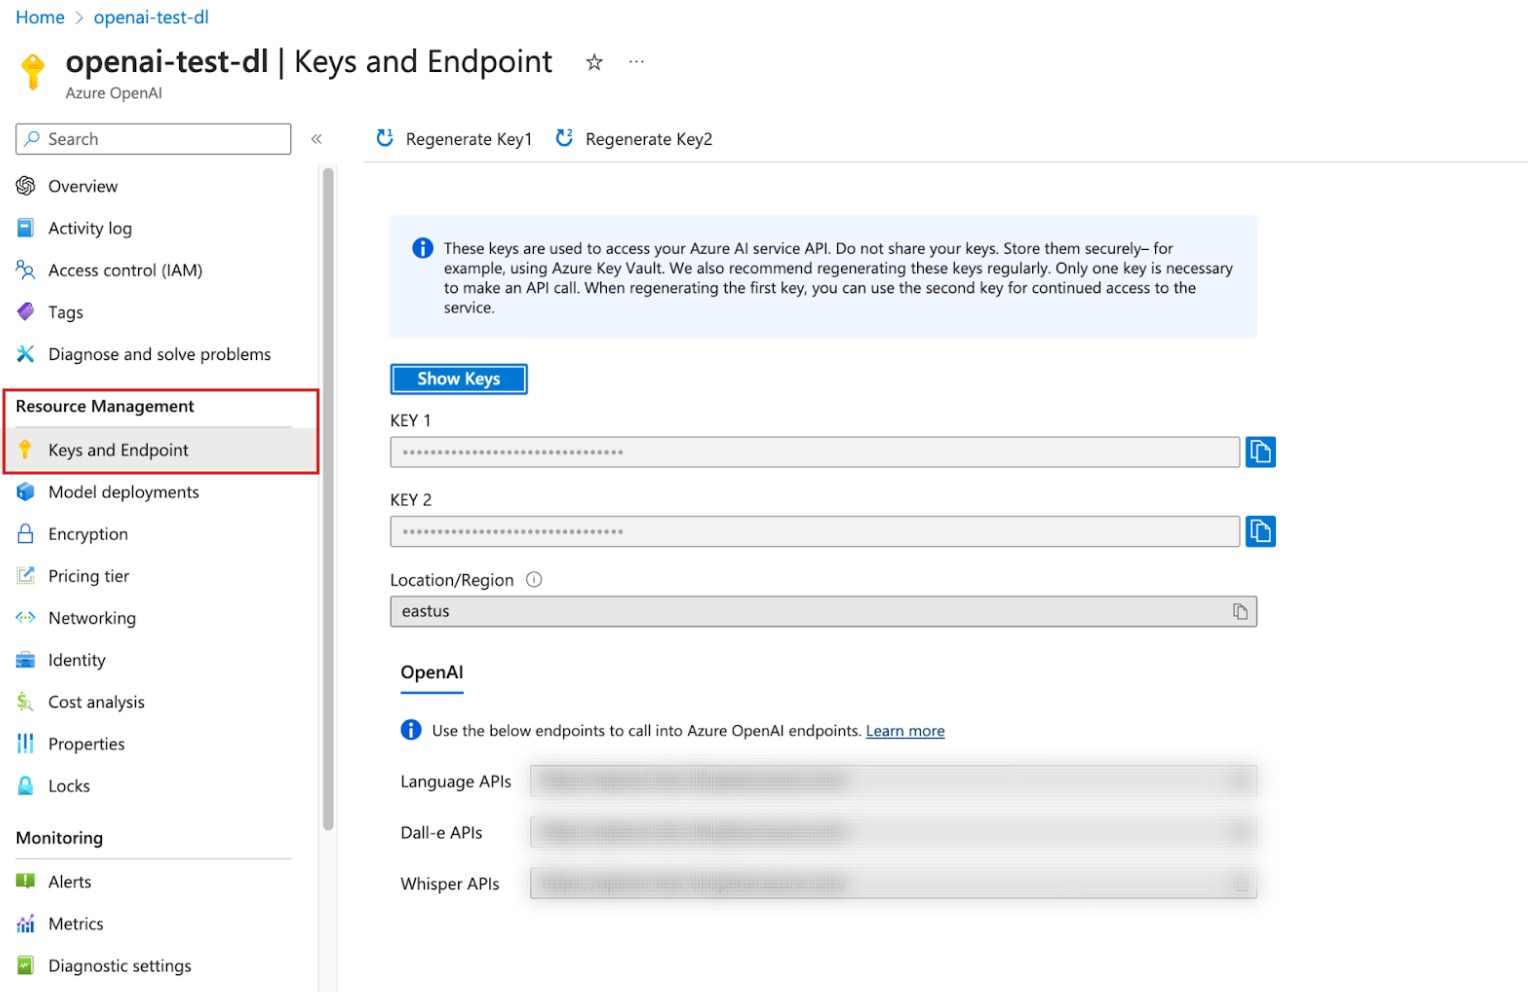 Home > openai-test-dl
openai-test-dl | Keys and Endpoint ☆ ···
Azure OpenAI
Search «
Overview
Activity log
Access control (IAM)
Tags
Diagnose and solve problems
Resource Management
Keys and Endpoint
Model deployments
Encryption
Pricing tier
Networking
Identity
Cost analysis
Properties
Locks
Monitoring
Alerts
Metrics
Diagnostic settings
Regenerate Key1 Regenerate Key2
These keys are used to access your Azure AI service API. Do not share your keys. Store them securely– for
example, using Azure Key Vault. We also recommend regenerating these keys regularly. Only one key is necessary
to make an API call. When regenerating the first key, you can use the second key for continued access to the
service.
Show Keys
KEY 1
••••••••••••••••••••••••••••••••
KEY 2
••••••••••••••••••••••••••••••••
Location/Region
eastus
OpenAI
Use the below endpoints to call into Azure OpenAI endpoints. Learn more
Language APIs
Dall-e APIs
Whisper APIs